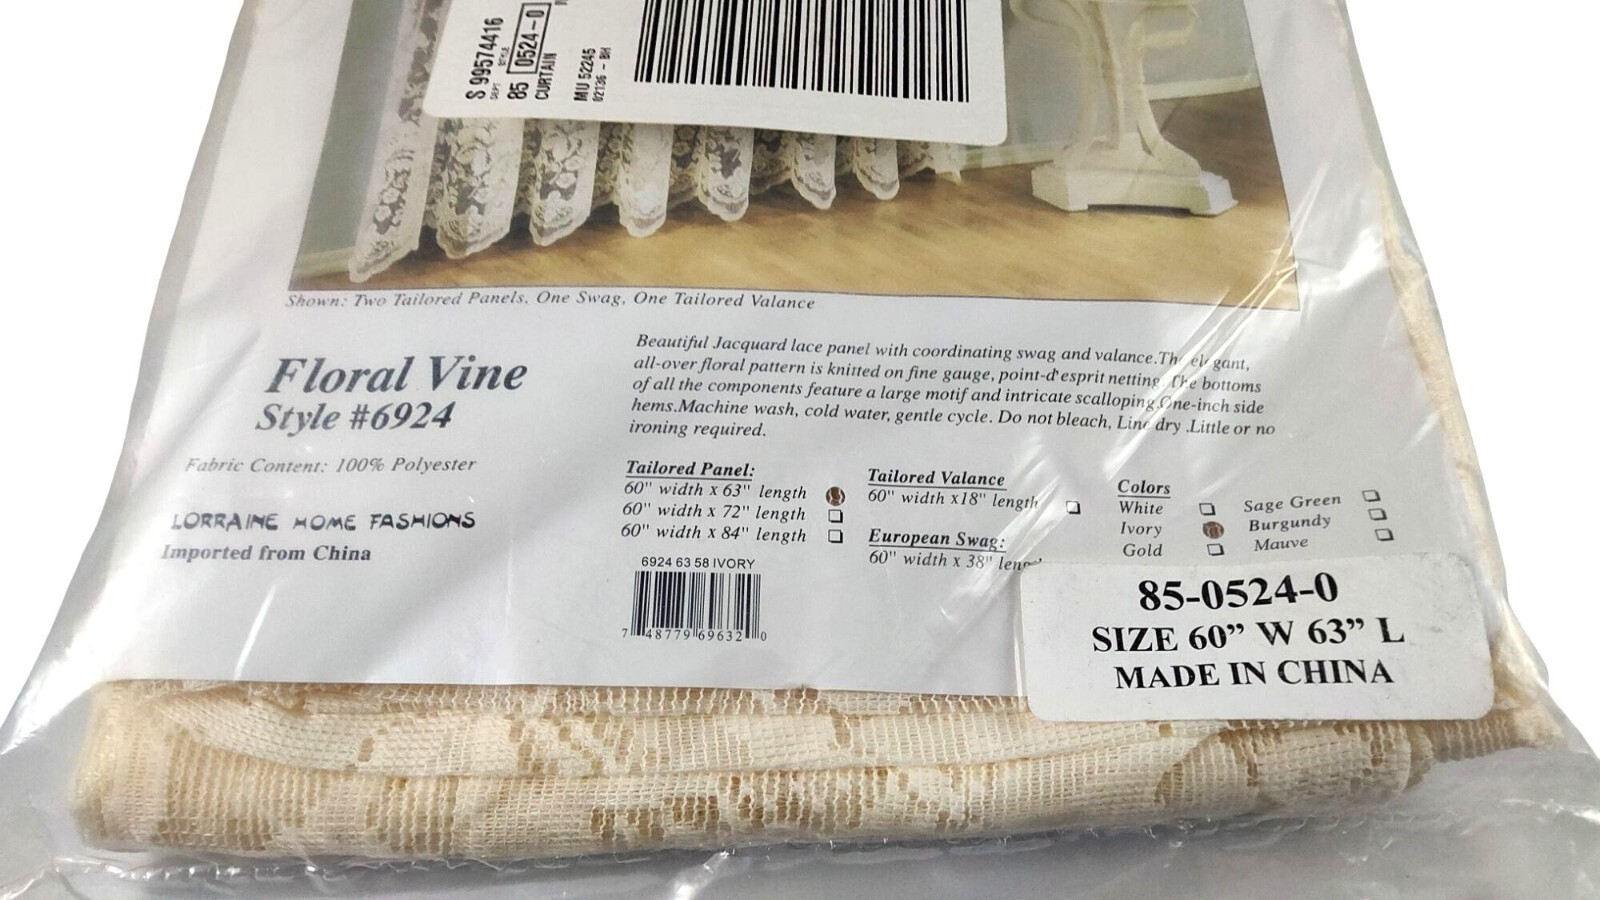 S 99574416
DEPT STYLE
85 0524-0
CURTAIN
MU 52245
02136 - BH
Shown: Two Tailored Panels, One Swag, One Tailored Valance
Floral Vine
Style #6924
Fabric Content: 100% Polyester
LORRAINE HOME FASHIONS
Imported from China
Beautiful Jacquard lace panel with coordinating swag and valance.The elegant,
all-over floral pattern is knitted on fine gauge, point-d'esprit netting. The bottoms
of all the components feature a large motif and intricate scalloping.One-inch side
hems.Machine wash, cold water, gentle cycle. Do not bleach, Line dry .Little or no
ironing required.
Tailored Panel:
60" width x 63" length
60" width x 72" length
60" width x 84" length
Tailored Valance
60" width x18" length
European Swag:
60" width x 38" leng
Colors
White
Ivory
Gold
Sage Green
Burgundy
Mauve
6924 63 58 IVORY
7 48779 69632 0
85-0524-0
SIZE 60” W 63” L
MADE IN CHINA